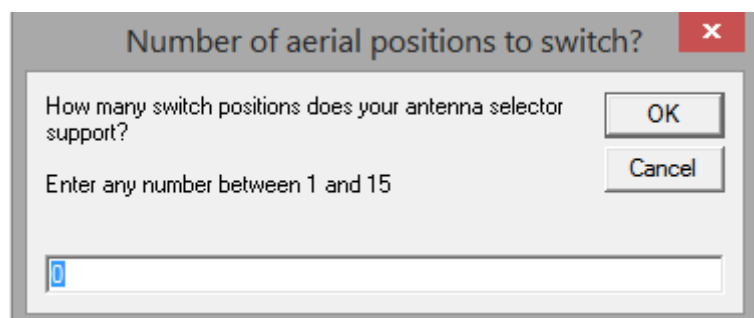 Number of aerial positions to switch?
How many switch positions does your antenna selector
support?
OK
Cancel
Enter any number between 1 and 15
0